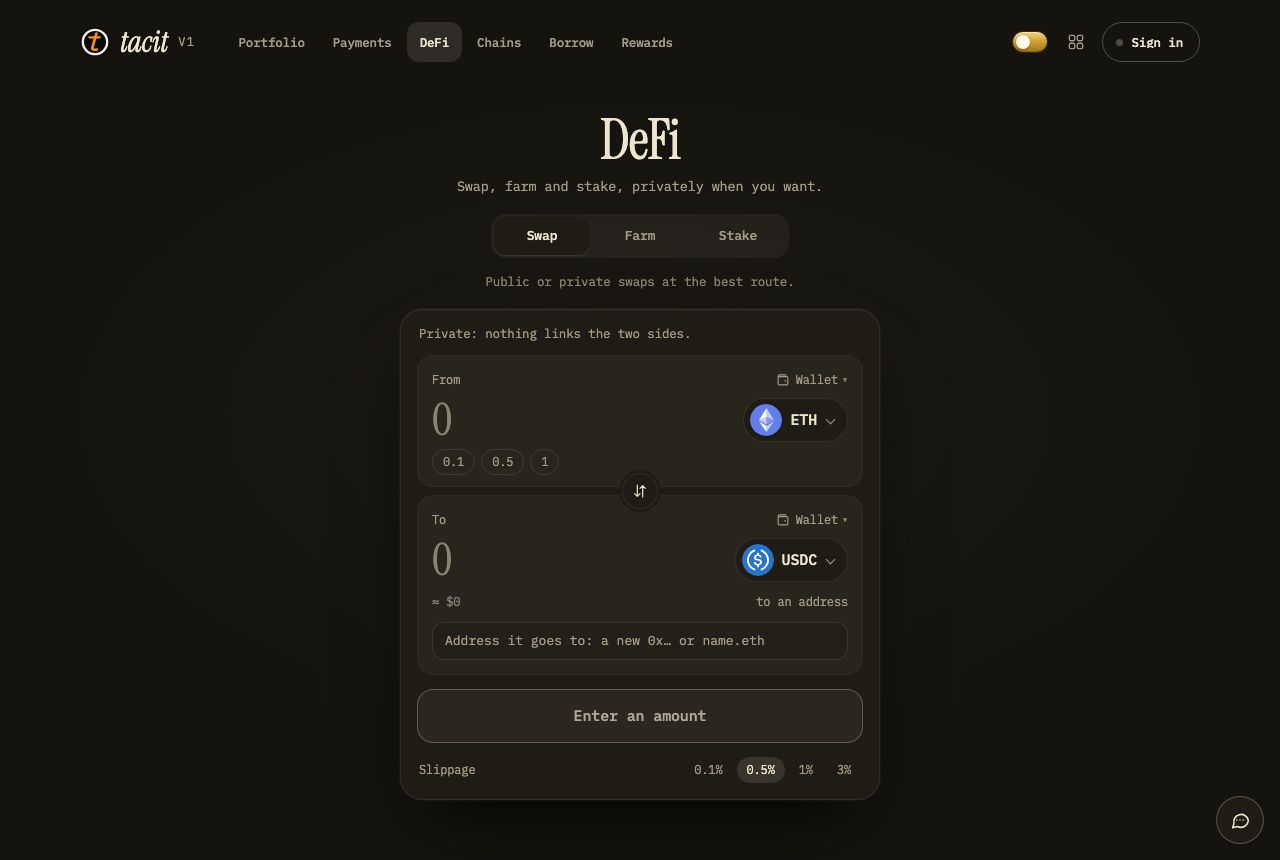 tacit V1
Portfolio Payments DeFi Chains Borrow Rewards
Sign in
DeFi
Swap, farm and stake, privately when you want.
Swap Farm Stake
Public or private swaps at the best route.
Private: nothing links the two sides.
From Wallet ▾
0 ETH
0.1 0.5 1
To Wallet ▾
0 USDC
≈ $0 to an address
Address it goes to: a new 0x… or name.eth
Enter an amount
Slippage 0.1% 0.5% 1% 3%